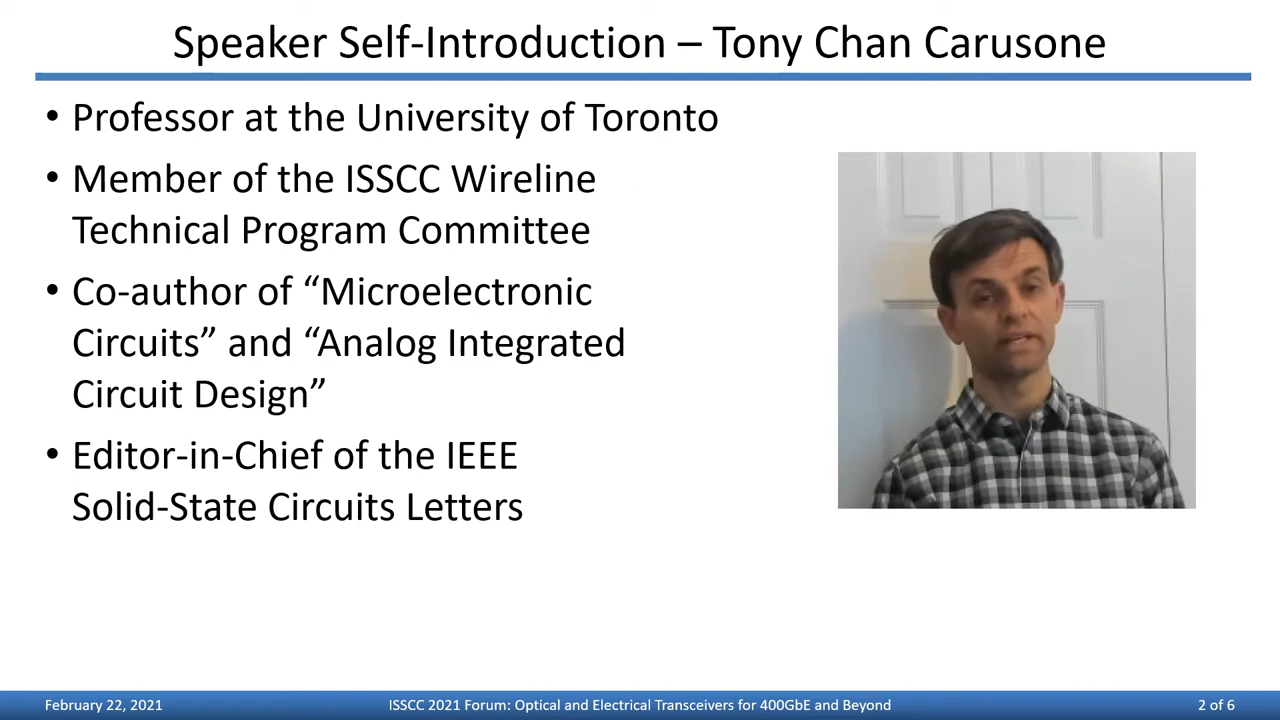 Speaker Self-Introduction – Tony Chan Carusone
• Professor at the University of Toronto
• Member of the ISSCC Wireline
Technical Program Committee
• Co-author of “Microelectronic
Circuits” and “Analog Integrated
Circuit Design”
• Editor-in-Chief of the IEEE
Solid-State Circuits Letters
February 22, 2021
ISSCC 2021 Forum: Optical and Electrical Transceivers for 400GbE and Beyond
2 of 6